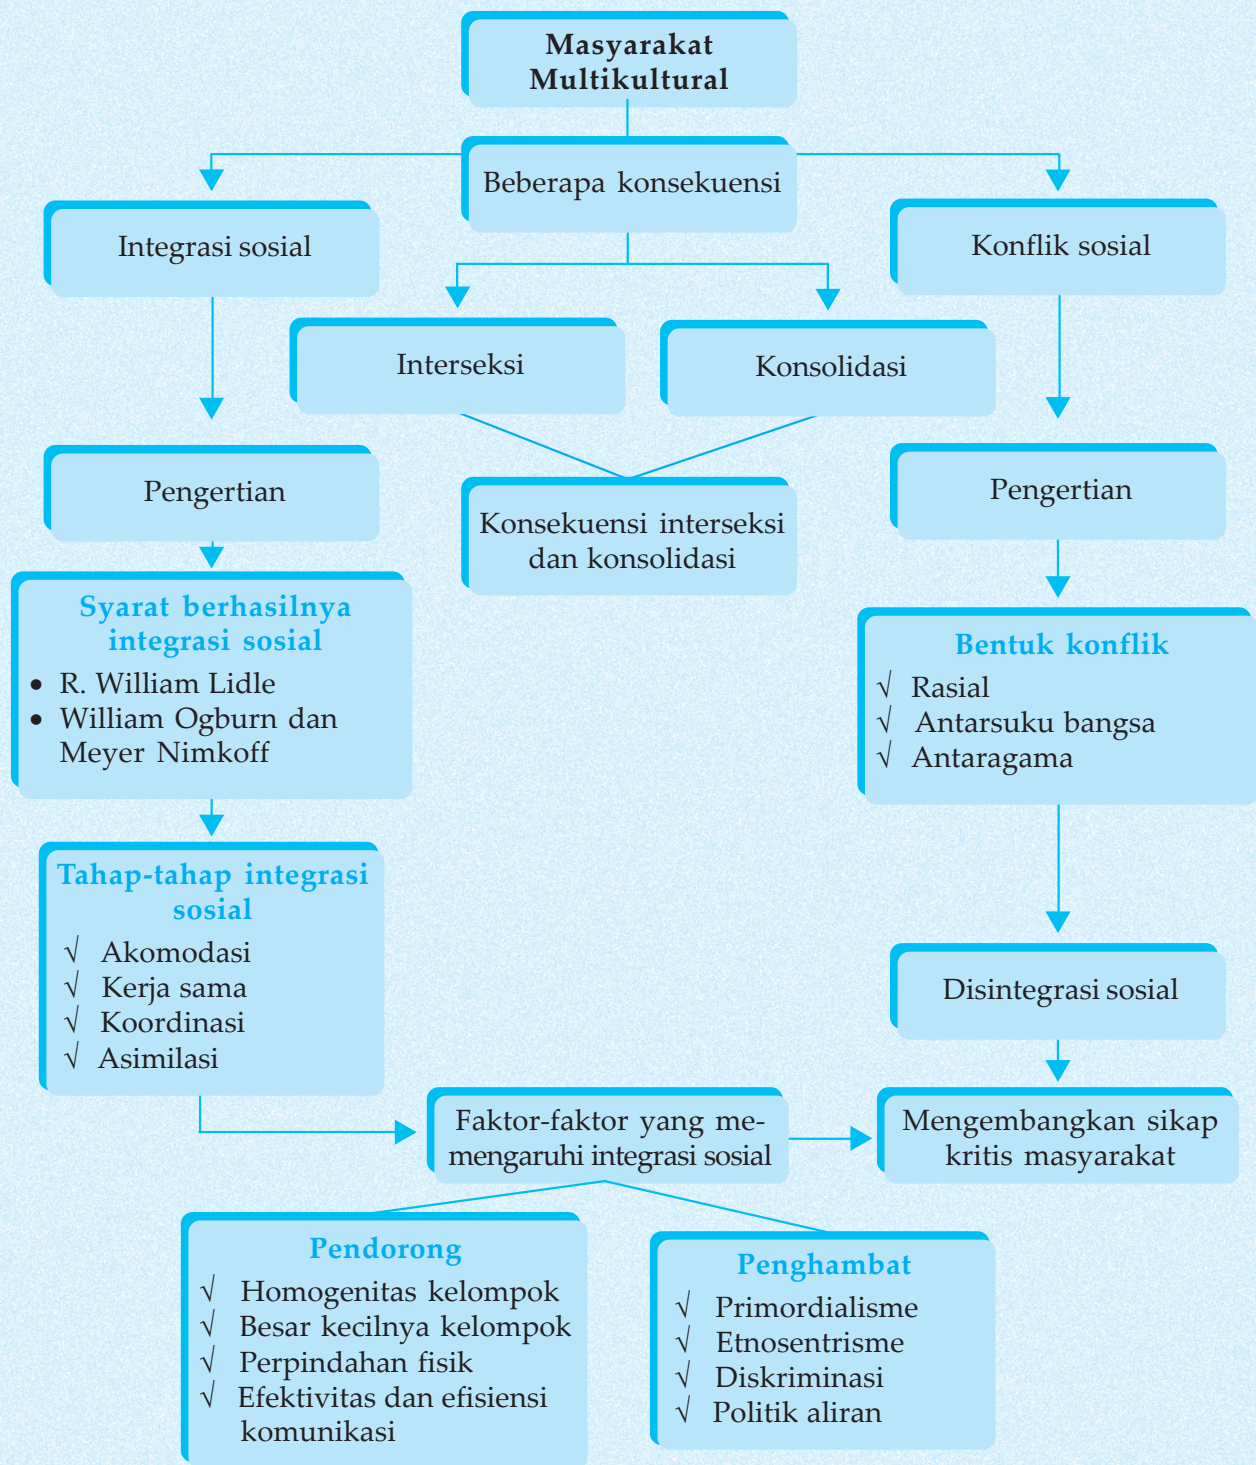 Masyarakat
Multikultural
Beberapa konsekuensi
Integrasi sosial
Konflik sosial
Interseksi
Konsolidasi
Pengertian
Konsekuensi interseksi
dan konsolidasi
Pengertian
Syarat berhasilnya
integrasi sosial
• R. William Lidle
• William Ogburn dan
Meyer Nimkoff
Bentuk konflik
√ Rasial
√ Antarsuku bangsa
√ Antaragama
Tahap-tahap integrasi
sosial
√ Akomodasi
√ Kerja sama
√ Koordinasi
√ Asimilasi
Disintegrasi sosial
Faktor-faktor yang me-
mengaruhi integrasi sosial
Mengembangkan sikap
kritis masyarakat
Pendorong
√ Homogenitas kelompok
√ Besar kecilnya kelompok
√ Perpindahan fisik
√ Efektivitas dan efisiensi
komunikasi
Penghambat
√ Primordialisme
√ Etnosentrisme
√ Diskriminasi
√ Politik aliran